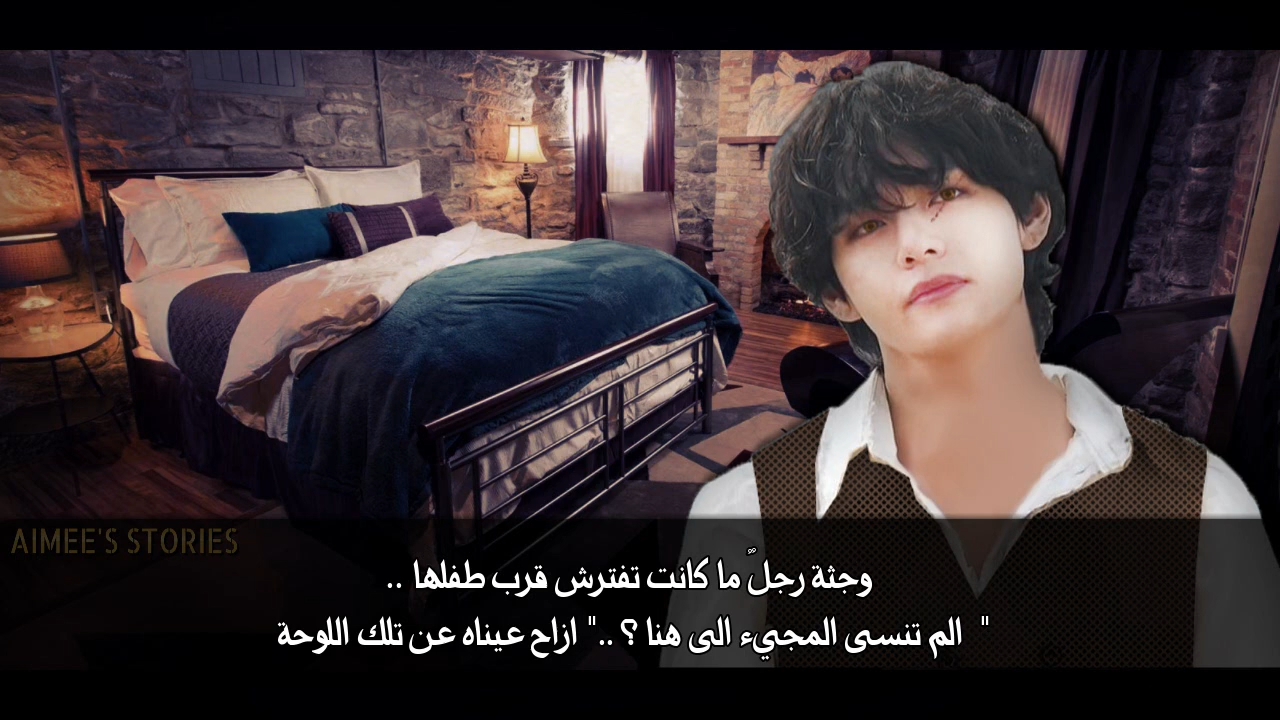 AIMEE'S STORIES
وجثة رجلٌ ما كانت تفترش قرب طفلها ..
" الم تنسى المجيء الى هنا ؟ .." ازاح عيناه عن تلك اللوحة